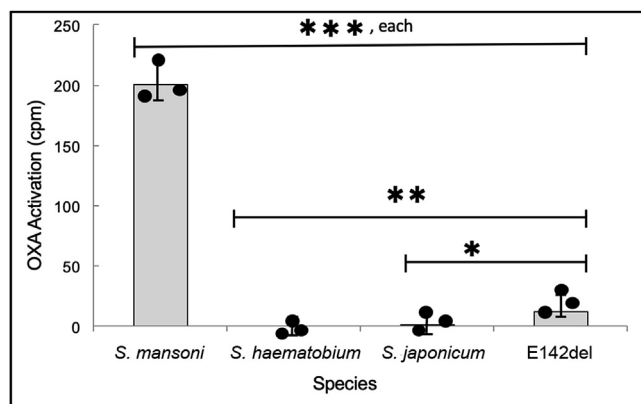 250
200
150
100
50
0
OXA Activation (cpm)
✱✱✱, each
✱✱
✱
S. mansoni S. haematobium S. japonicum E142del
Species